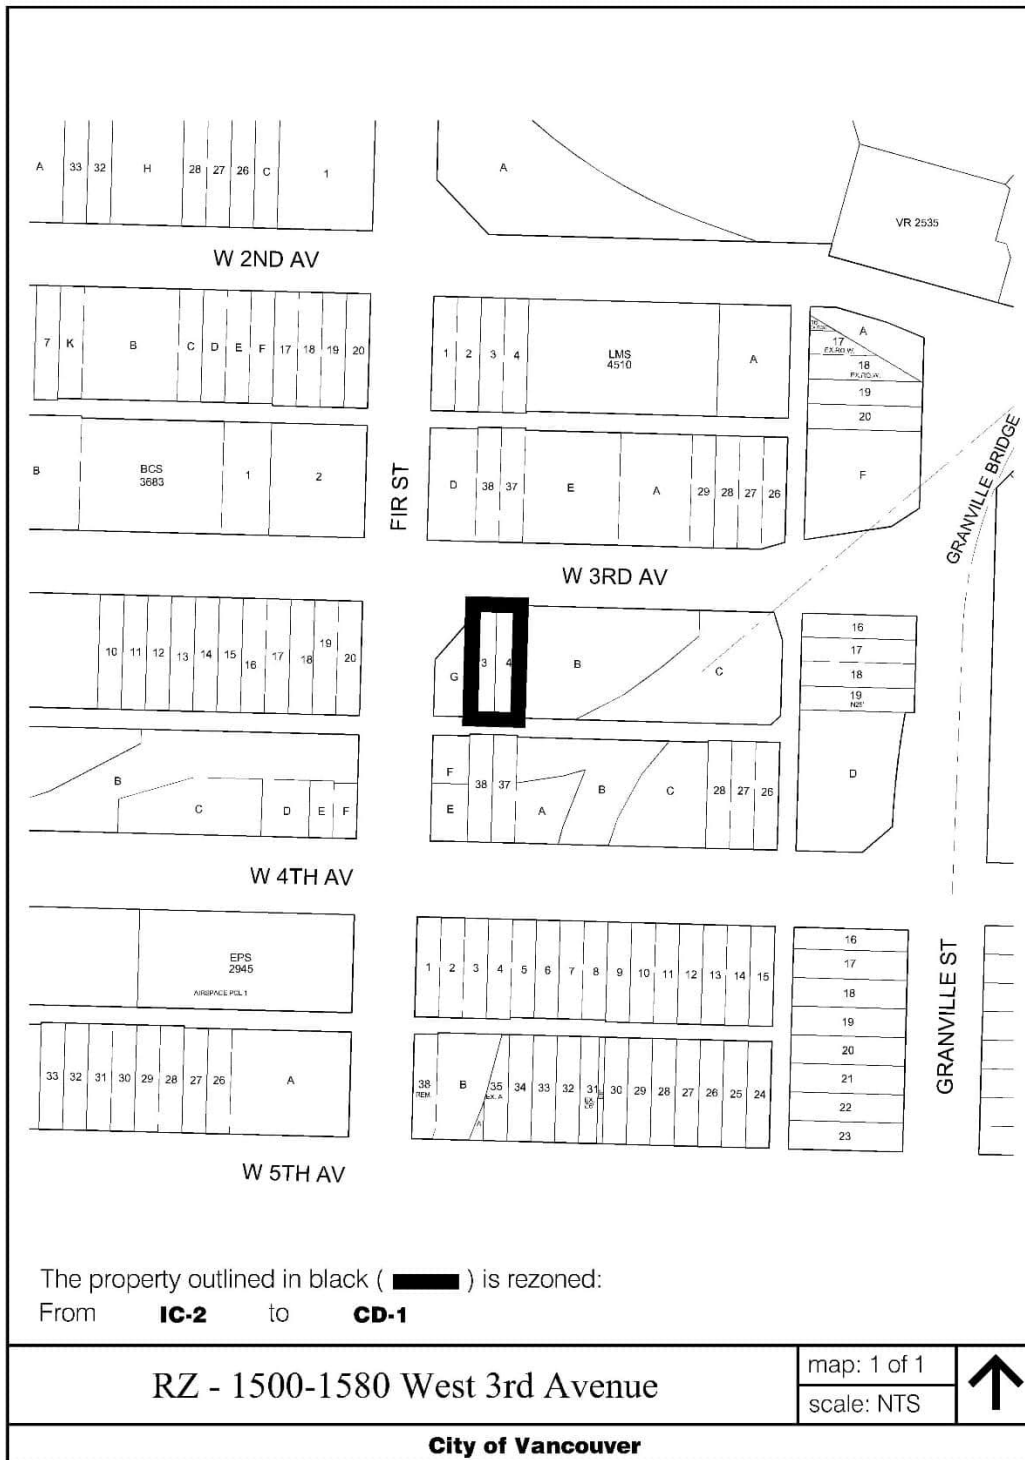 A 33 32 H 28 27 26 C 1
A
VR 2535
W 2ND AV
7 K B C D E F 17 18 19 20
1 2 3 4 LMS 4510 A
A
17
EX.RD.W.
18
EX.RD.W.
19
20
F
B BCS 3683 1 2
FIR ST
D 38 37 E A 29 28 27 26
GRANVILLE BRIDGE
W 3RD AV
10 11 12 13 14 15 16 17 18 19 20
G 3 4 B C
16
17
18
19
N25'
D
B C D E F
F
E
38 37 A B C 28 27 26
W 4TH AV
EPS
2945
AIRSPACE PCL 1
1 2 3 4 5 6 7 8 9 10 11 12 13 14 15
16
17
18
19
20
21
22
23
GRANVILLE ST
33 32 31 30 29 28 27 26 A
38 B 35 34 33 32 31 30 29 28 27 26 25 24
REM.
EX. A
A
W 5TH AV
The property outlined in black ( ) is rezoned:
From IC-2 to CD-1
RZ - 1500-1580 West 3rd Avenue
map: 1 of 1
scale: NTS
City of Vancouver